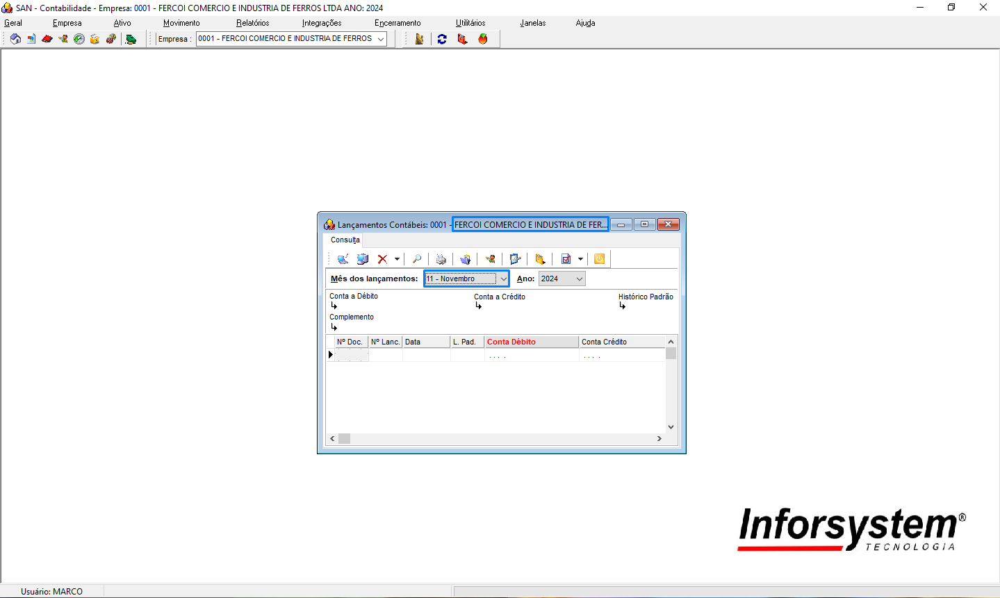 SAN - Contabilidade - Empresa: 0001 - FERCOI COMERCIO E INDUSTRIA DE FERROS LTDA ANO: 2024
Geral Empresa Ativo Movimento Relatórios Integrações Encerramento Utilitários Janelas Ajuda
Empresa : 0001 - FERCOI COMERCIO E INDUSTRIA DE FERROS
Lançamentos Contábeis: 0001 - FERCOI COMERCIO E INDUSTRIA DE FER...
Consulta
Mês dos lançamentos: 11 - Novembro Ano: 2024
Conta a Débito Conta a Crédito Histórico Padrão
Complemento
Nº Doc. Nº Lanc. Data L. Pad. Conta Débito Conta Crédito
. . . . . . . .
Inforsystem®
TECNOLOGIA
Usuário: MARCO